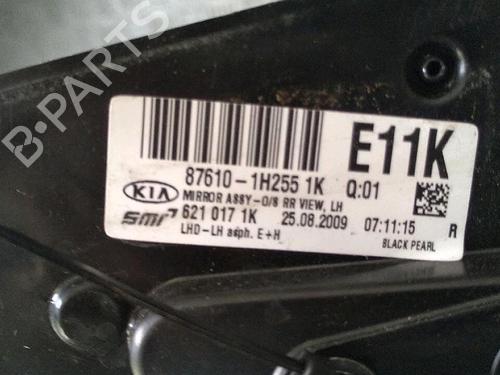 B-PARTS
E11K
87610-1H255 1K Q:01
KIA
MIRROR ASSY-O/S RR VIEW, LH
SMR 621 017 1K 25.08.2009 07:11:15 R
LHD-LH asph. E+H BLACK PEARL